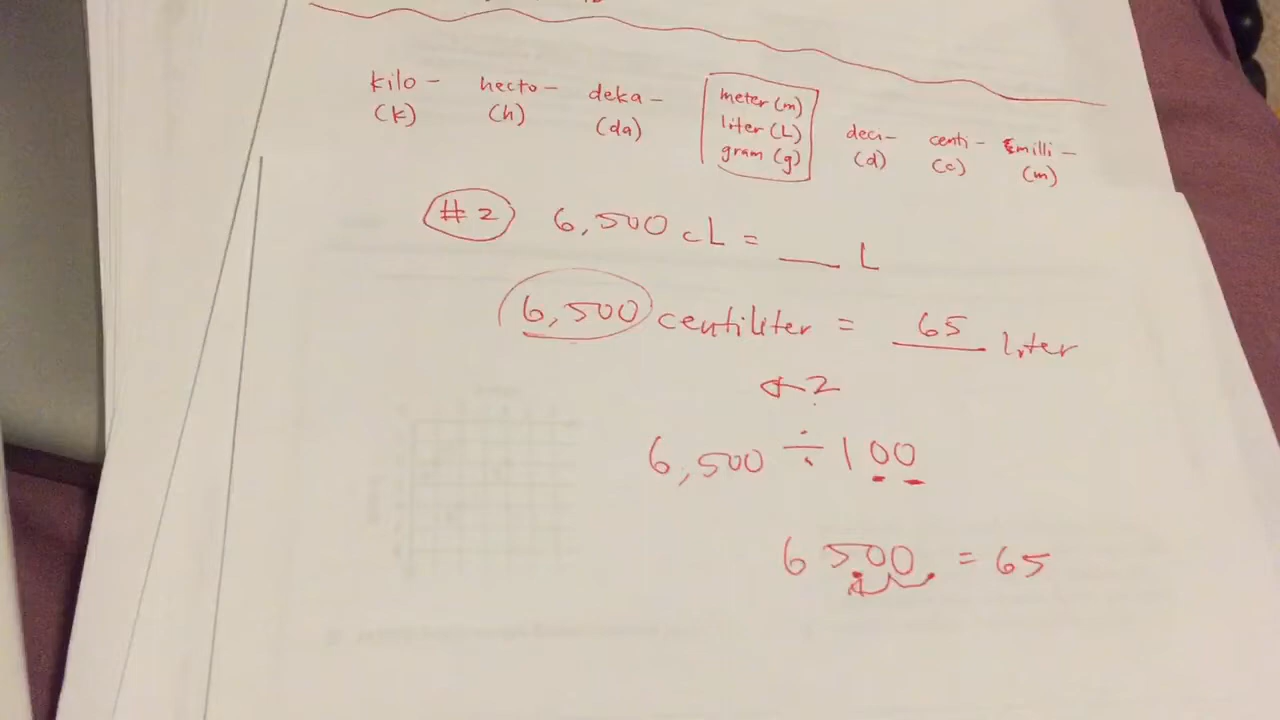 kilo – hecto – deka – meter (m) deci – centi – milli –
(k) (h) (da) liter (L) (d) (c) (m)
gram (g)
#2 6,500 cL = ___ L
6,500 centiliter = 65 liter
2
6,500 ÷ 100
6500 = 65